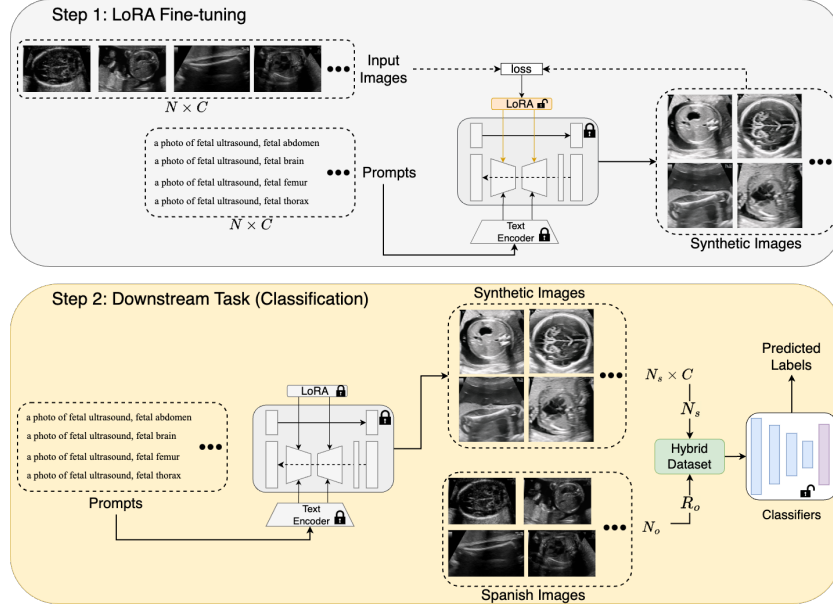 Step 1: LoRA Fine-tuning
Input
Images
N × C
loss
LoRA
a photo of fetal ultrasound, fetal abdomen
a photo of fetal brain
a photo of fetal ultrasound, fetal femur
a photo of fetal ultrasound, fetal thorax
Prompts
N × C
Text
Encoder
Synthetic Images
Step 2: Downstream Task (Classification)
Synthetic Images
LoRA
a photo of fetal ultrasound, fetal abdomen
a photo of fetal ultrasound, fetal brain
a photo of fetal ultrasound, fetal femur
a photo of fetal ultrasound, fetal thorax
Prompts
Text
Encoder
N_s × C
N_s
Hybrid
Dataset
R_o
N_o
Spanish Images
Predicted
Labels
Classifiers